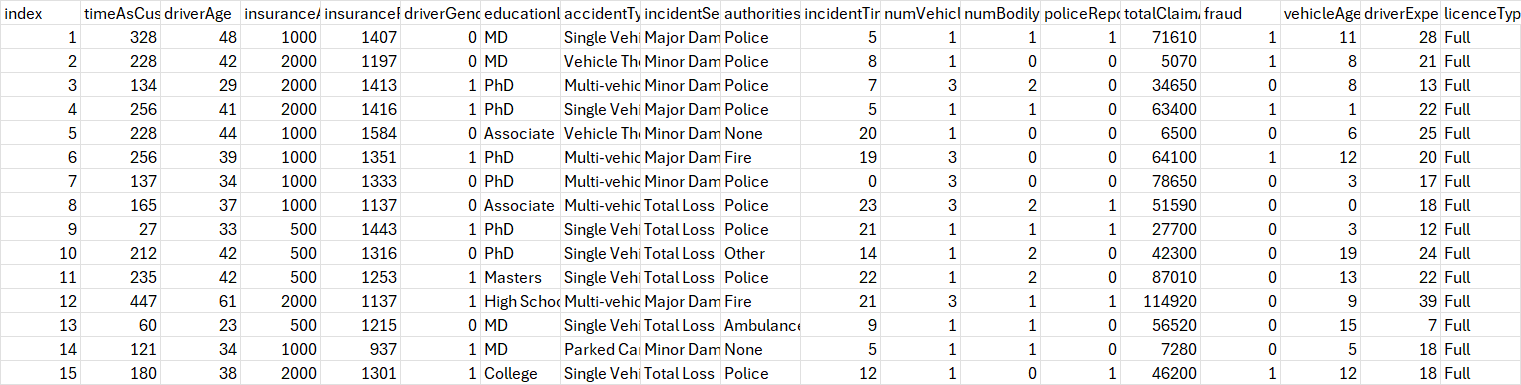 index timeAsCus driverAge insuranceA insuranceF driverGend educationL accidentTy incidentSe authorities incidentTin numVehicl numBodily policeRepo totalClaimA fraud vehicleAge driverExpe licenceTyp
1 328 48 1000 1407 0 MD Single Vehi Major Dam Police 5 1 1 1 71610 1 11 28 Full
2 228 42 2000 1197 0 MD Vehicle The Minor Dam Police 8 1 0 0 5070 1 8 21 Full
3 134 29 2000 1413 1 PhD Multi-vehic Minor Dam Police 7 3 2 0 34650 0 8 13 Full
4 256 41 2000 1416 1 PhD Single Vehi Major Dam Police 5 1 1 0 63400 1 1 22 Full
5 228 44 1000 1584 0 Associate Vehicle The Minor Dam None 20 1 0 0 6500 0 6 25 Full
6 256 39 1000 1351 1 PhD Multi-vehic Major Dam Fire 19 3 0 0 64100 1 12 20 Full
7 137 34 1000 1333 0 PhD Multi-vehic Minor Dam Police 0 3 0 0 78650 0 3 17 Full
8 165 37 1000 1137 0 Associate Multi-vehic Total Loss Police 23 3 2 1 51590 0 0 18 Full
9 27 33 500 1443 1 PhD Single Vehi Total Loss Police 21 1 1 1 27700 0 3 12 Full
10 212 42 500 1316 0 PhD Single Vehi Total Loss Other 14 1 2 0 42300 0 19 24 Full
11 235 42 500 1253 1 Masters Single Vehi Total Loss Police 22 1 2 0 87010 0 13 22 Full
12 447 61 2000 1137 1 High Schoo Multi-vehic Major Dam Fire 21 3 1 1 114920 0 9 39 Full
13 60 23 500 1215 0 MD Single Vehi Total Loss Ambulance 9 1 1 0 56520 0 15 7 Full
14 121 34 1000 937 1 MD Parked Car Minor Dam None 5 1 1 0 7280 0 5 18 Full
15 180 38 2000 1301 1 College Single Vehi Total Loss Police 12 1 0 1 46200 1 12 18 Full